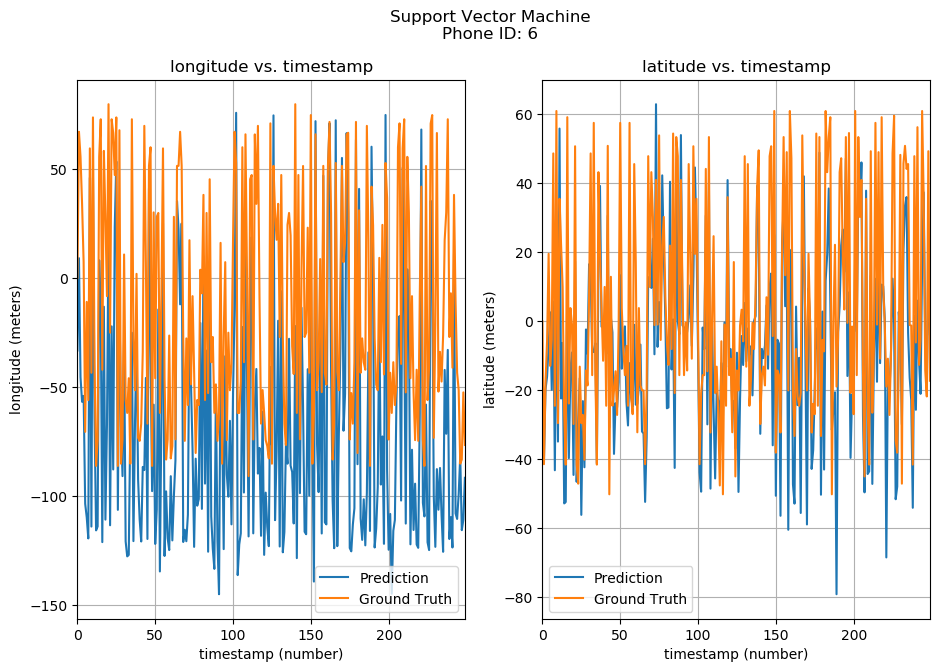 Support Vector Machine
Phone ID: 6
longitude vs. timestamp
longitude (meters)
50
0
−50
−100
−150
0
50
100
150
200
timestamp (number)
Prediction
Ground Truth
latitude vs. timestamp
latitude (meters)
60
40
20
0
−20
−40
−60
−80
0
50
100
150
200
timestamp (number)
Prediction
Ground Truth